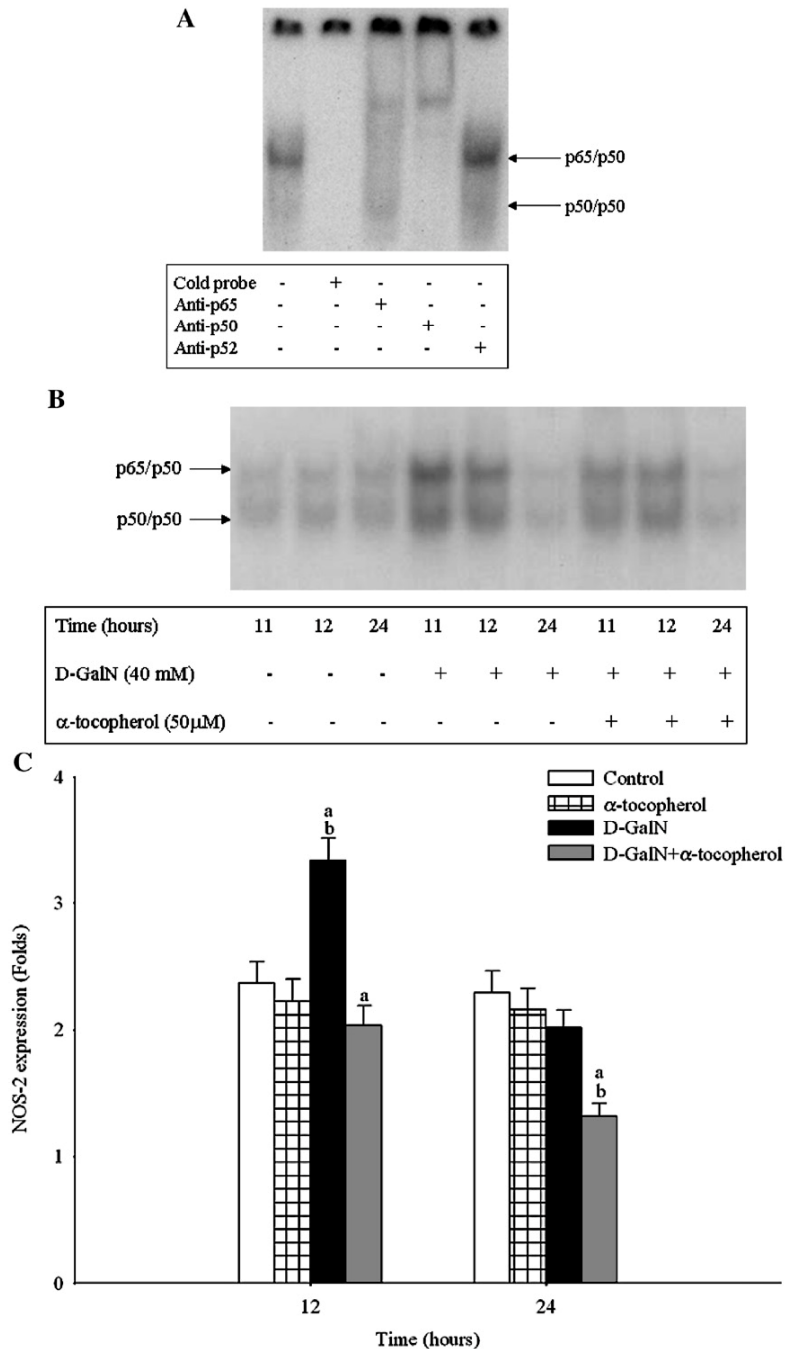 A
p65/p50
p50/p50
Cold probe - + - - -
Anti-p65 - - + - -
Anti-p50 - - - + -
Anti-p52 - - - - +
B
p65/p50
p50/p50
Time (hours) 11 12 24 11 12 24 11 12 24
D-GalN (40 mM) - - - + + + + + +
α-tocopherol (50μM) - - - - - - + + +
C
Control
α-tocopherol
D-GalN
D-GalN+α-tocopherol
4
3
2
1
0
NOS-2 expression (Folds)
a
b
a
a
b
12 24
Time (hours)